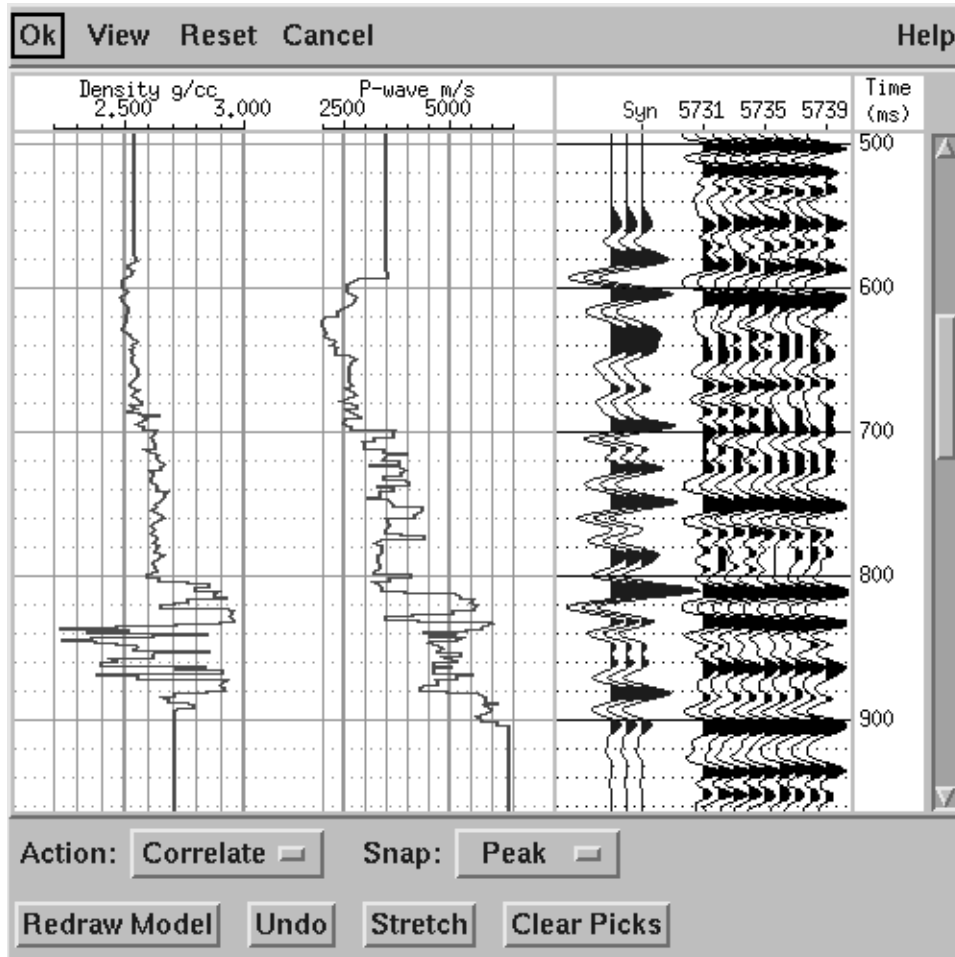 Ok View Reset Cancel Help
Density g/cc P-wave m/s Time
2.500 3.000 2500 5000 Syn 5731 5735 5739 (ms)
500
600
700
800
900
Action: Correlate Snap: Peak
Redraw Model Undo Stretch Clear Picks